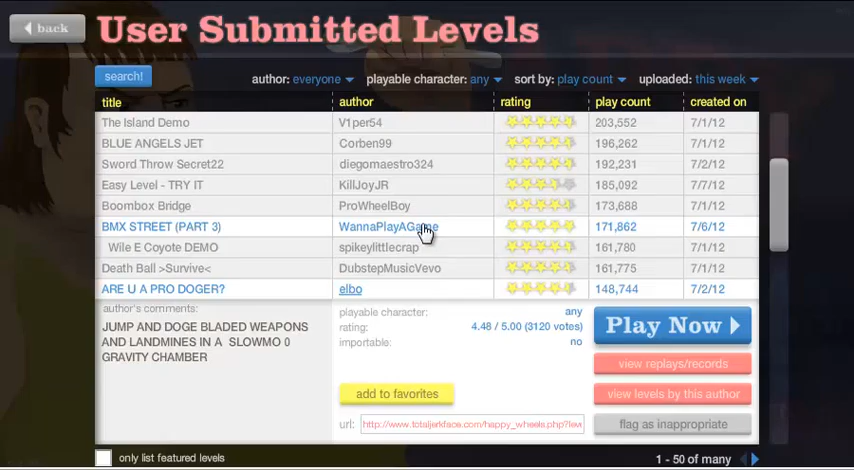 back
User Submitted Levels
search!
author: everyone playable character: any sort by: play count uploaded: this week
title author rating play count created on
The Island Demo V1per54 203,552 7/1/12
BLUE ANGELS JET Corben99 196,262 7/1/12
Sword Throw Secret22 diegomaestro324 192,231 7/2/12
Easy Level - TRY IT KillJoyJR 185,092 7/7/12
Boombox Bridge ProWheelBoy 173,688 7/1/12
BMX STREET (PART 3) WannaPlayAGame 171,862 7/6/12
Wile E Coyote DEMO spikeylittlecrap 161,780 7/1/12
Death Ball >Survive< DubstepMusicVevo 161,775 7/1/12
ARE U A PRO DOGER? elbo 148,744 7/2/12
author's comments:
JUMP AND DOGE BLADED WEAPONS
AND LANDMINES IN A SLOWMO 0
GRAVITY CHAMBER
playable character: any
rating: 4.48 / 5.00 (3120 votes)
importable: no
add to favorites
url: http://www.totaljerkface.com/happy_wheels.php?
Play Now
view replays/records
view levels by this author
flag as inappropriate
only list featured levels
1 - 50 of many